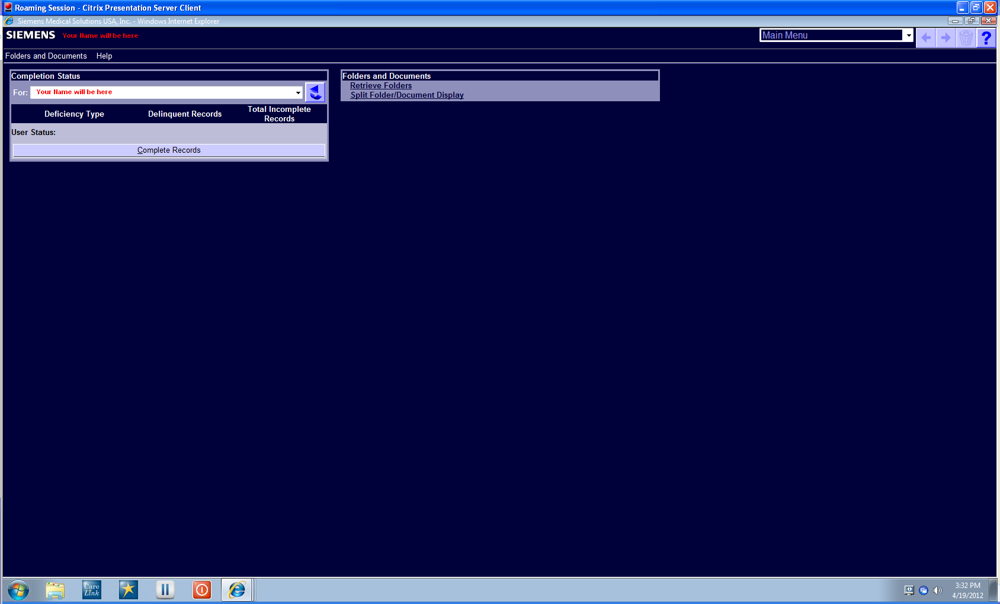 Roaming Session - Citrix Presentation Server Client
Siemens Medical Solutions USA, Inc. - Windows Internet Explorer
SIEMENS Your Name will be here
Main Menu
?
Folders and Documents Help
Completion Status
For: Your Name will be here
Deficiency Type Delinquent Records Total Incomplete Records
User Status:
Complete Records
Folders and Documents
Retrieve Folders
Split Folder/Document Display
Care Link
3:32 PM
4/19/2012